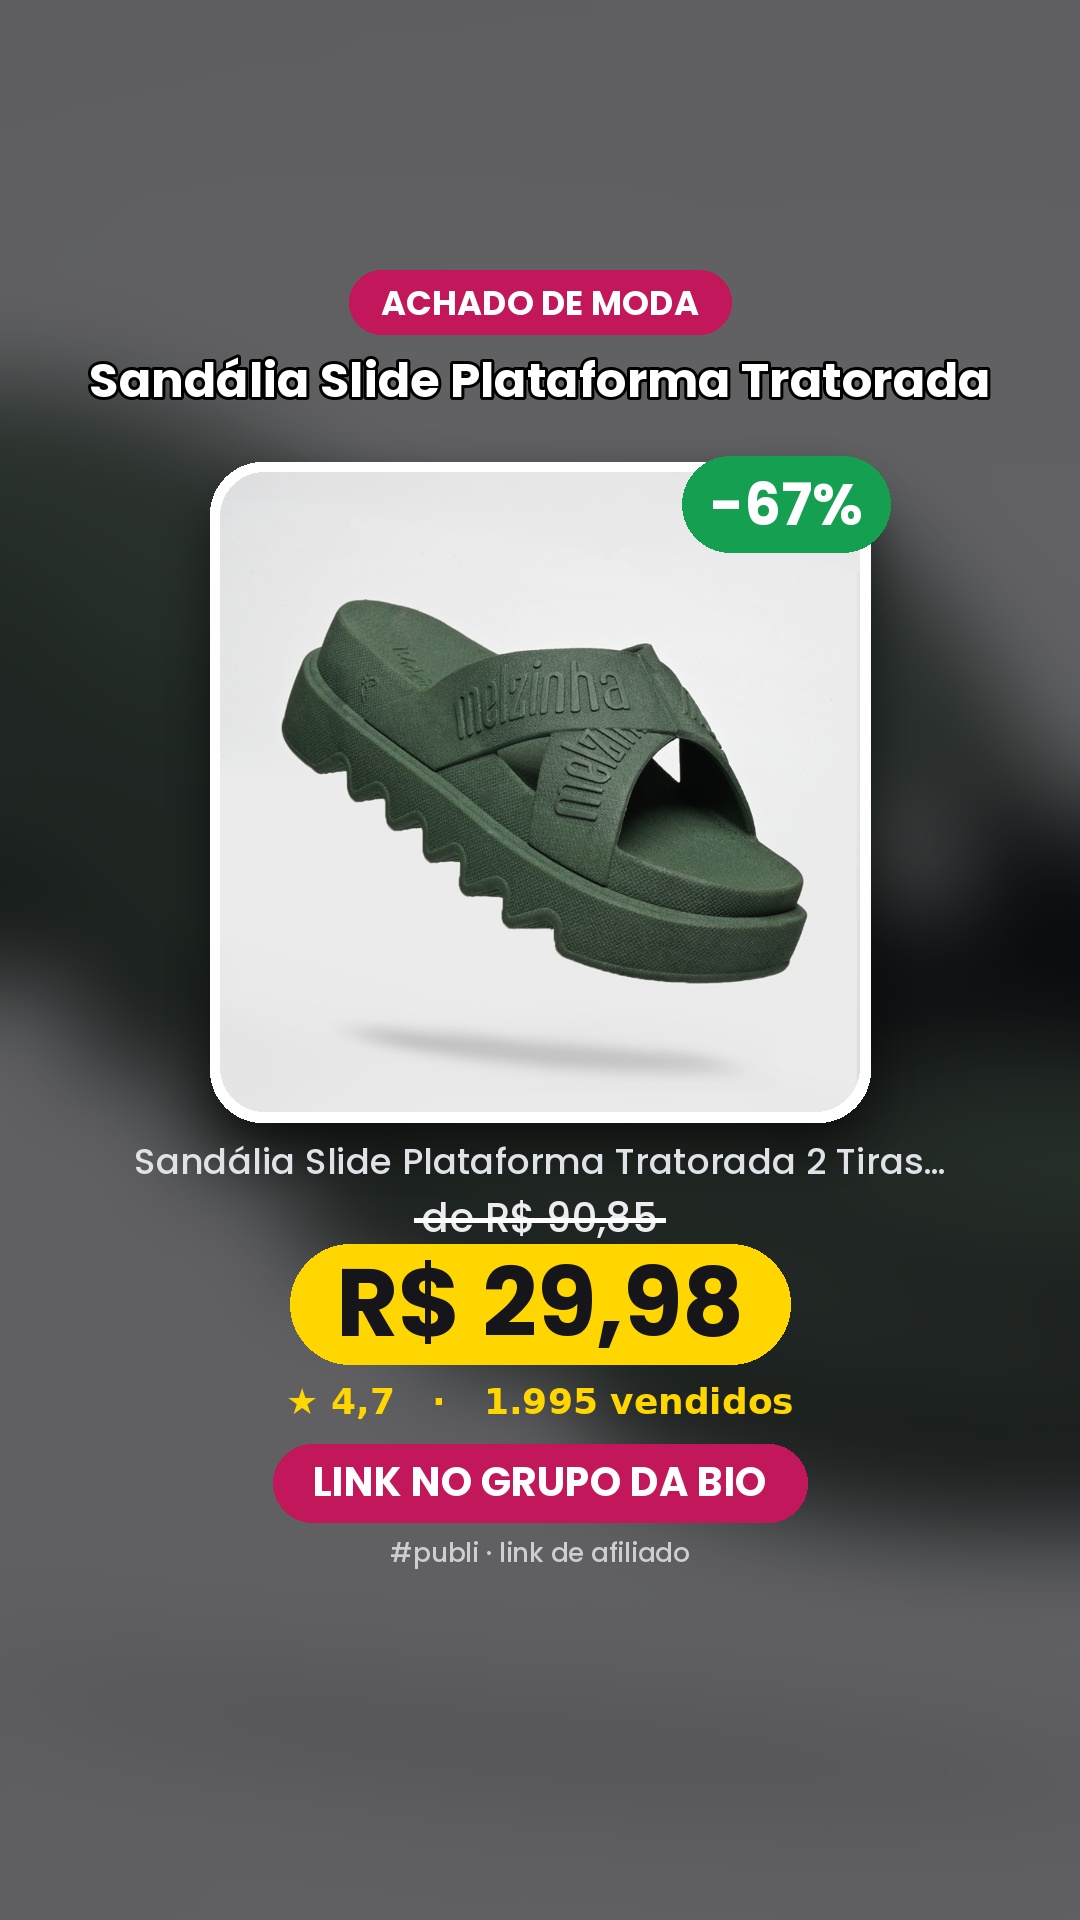 ACHADO DE MODA
Sandália Slide Plataforma Tratorada
-67%
melzinha
Sandália Slide Plataforma Tratorada 2 Tiras...
de R$ 90,85
R$ 29,98
★ 4,7 · 1.995 vendidos
LINK NO GRUPO DA BIO
#publi · link de afiliado